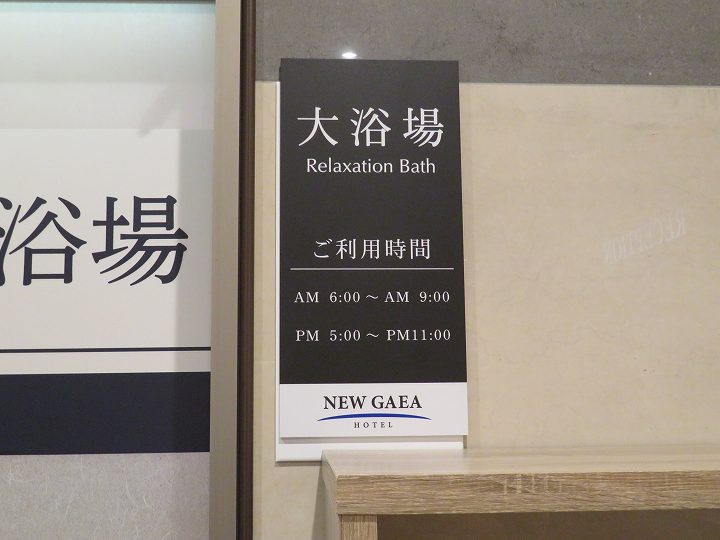 浴場
大浴場
Relaxation Bath
ご利用時間
AM 6:00 ～ AM 9:00
PM 5:00 ～ PM11:00
NEW GAEA
HOTEL
RECEPTION